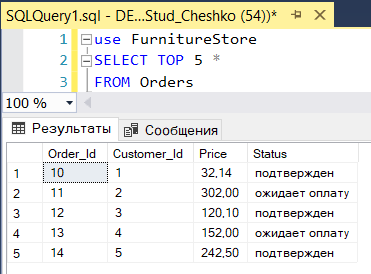 SQLQuery1.sql - DE...Stud_Cheshko (54))*
1 use FurnitureStore
2 SELECT TOP 5 *
3 FROM Orders
100 %
Результаты Сообщения
Order_Id Customer_Id Price Status
1 10 1 32,14 подтвержден
2 11 2 302,00 ожидает оплату
3 12 3 120,10 подтвержден
4 13 4 152,00 ожидает оплату
5 14 5 242,50 подтвержден